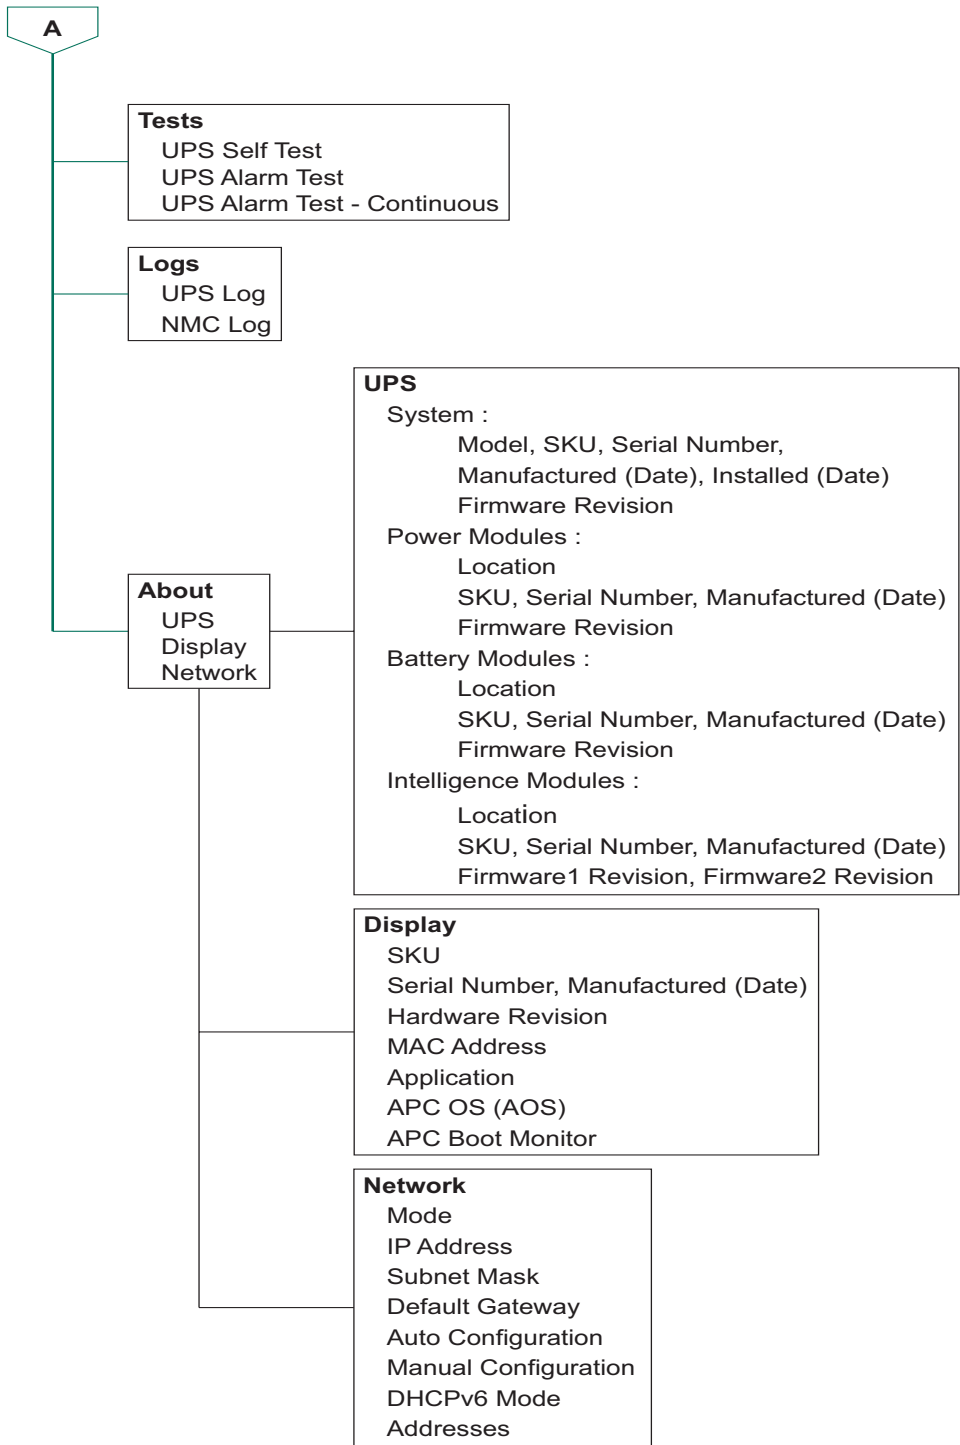 A
Tests
UPS Self Test
UPS Alarm Test
UPS Alarm Test - Continuous
Logs
UPS Log
NMC Log
About
UPS
Display
Network
UPS
System :
Model, SKU, Serial Number,
Manufactured (Date), Installed (Date)
Firmware Revision
Power Modules :
Location
SKU, Serial Number, Manufactured (Date)
Firmware Revision
Battery Modules :
Location
SKU, Serial Number, Manufactured (Date)
Firmware Revision
Intelligence Modules :
Location
SKU, Serial Number, Manufactured (Date)
Firmware1 Revision, Firmware2 Revision
Display
SKU
Serial Number, Manufactured (Date)
Hardware Revision
MAC Address
Application
APC OS (AOS)
APC Boot Monitor
Network
Mode
IP Address
Subnet Mask
Default Gateway
Auto Configuration
Manual Configuration
DHCPv6 Mode
Addresses